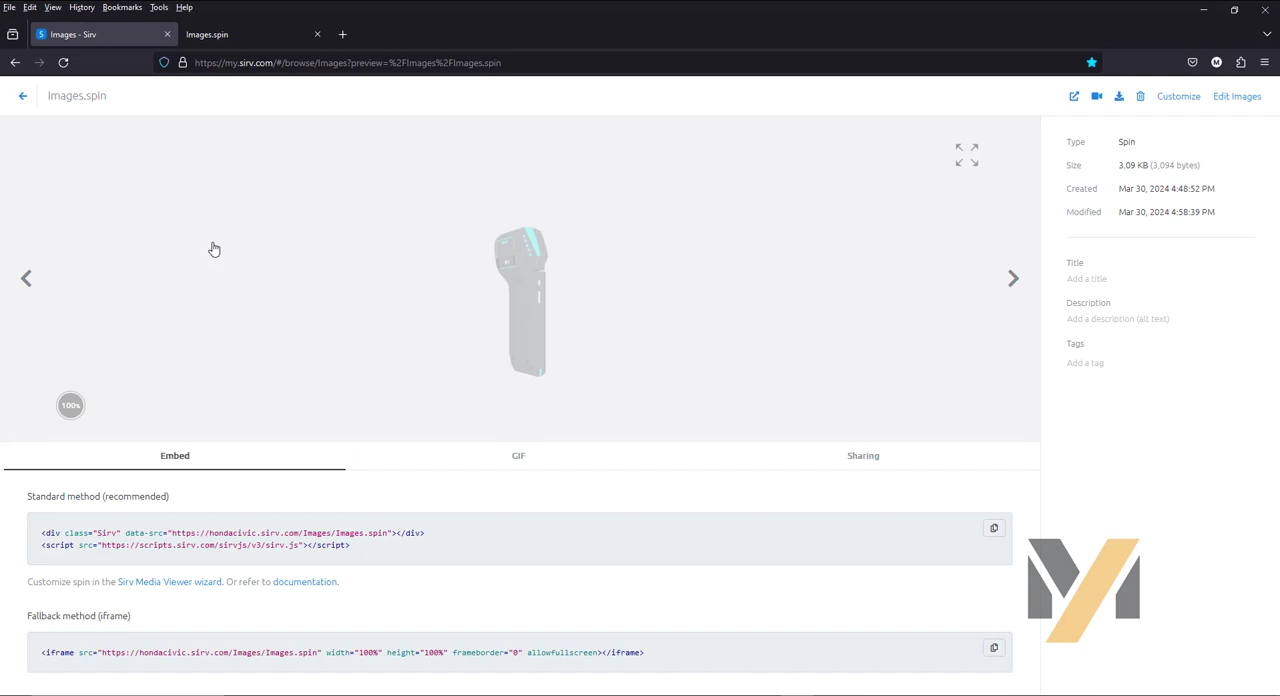 File Edit View History Bookmarks Tools Help
Images - Sirv
Images.spin
https://my.sirv.com/#/browse/Images?preview=%2FImages%2FImages.spin
M
Images.spin
Customize
Edit Images
100%
Type Spin
Size 3.09 KB (3,094 bytes)
Created Mar 30, 2024 4:48:52 PM
Modified Mar 30, 2024 4:58:39 PM
Title
Add a title
Description
Add a description (alt text)
Tags
Add a tag
Embed GIF Sharing
Standard method (recommended)
<div class="Sirv" data-src="https://hondacivic.sirv.com/Images/Images.spin"></div>
<script src="https://scripts.sirv.com/sirvjs/v3/sirv.js"></script>
Customize spin in the Sirv Media Viewer wizard. Or refer to documentation.
Fallback method (iframe)
<iframe src="https://hondacivic.sirv.com/Images/Images.spin" width="100%" height="100%" frameborder="0" allowfullscreen></iframe>